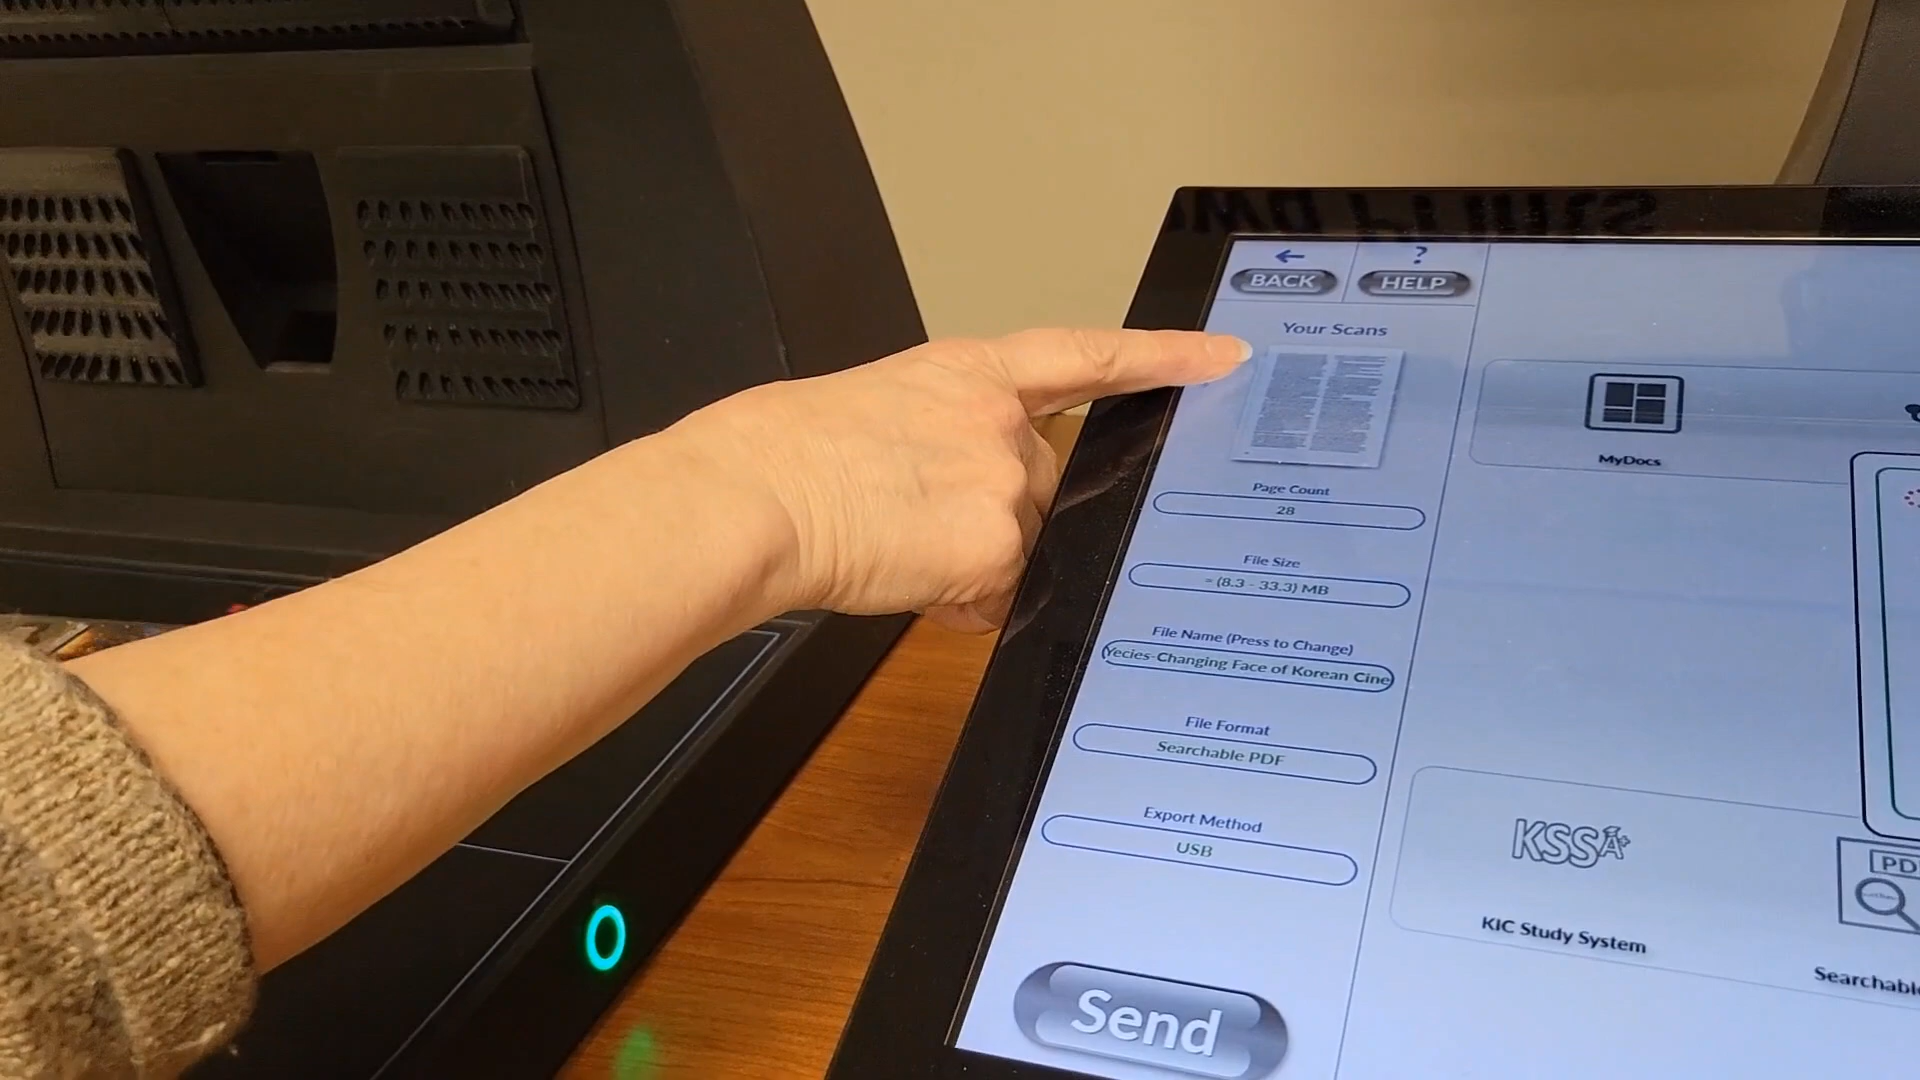 ?
BACK
HELP
Your Scans
Page Count
28
File Size
≈ (8.3 - 33.3) MB
File Name (Press to Change)
Yecies-Changing Face of Korean Cine
File Format
Searchable PDF
Export Method
USB
Send
MyDocs
KSSA+
KIC Study System
PD
Searchable